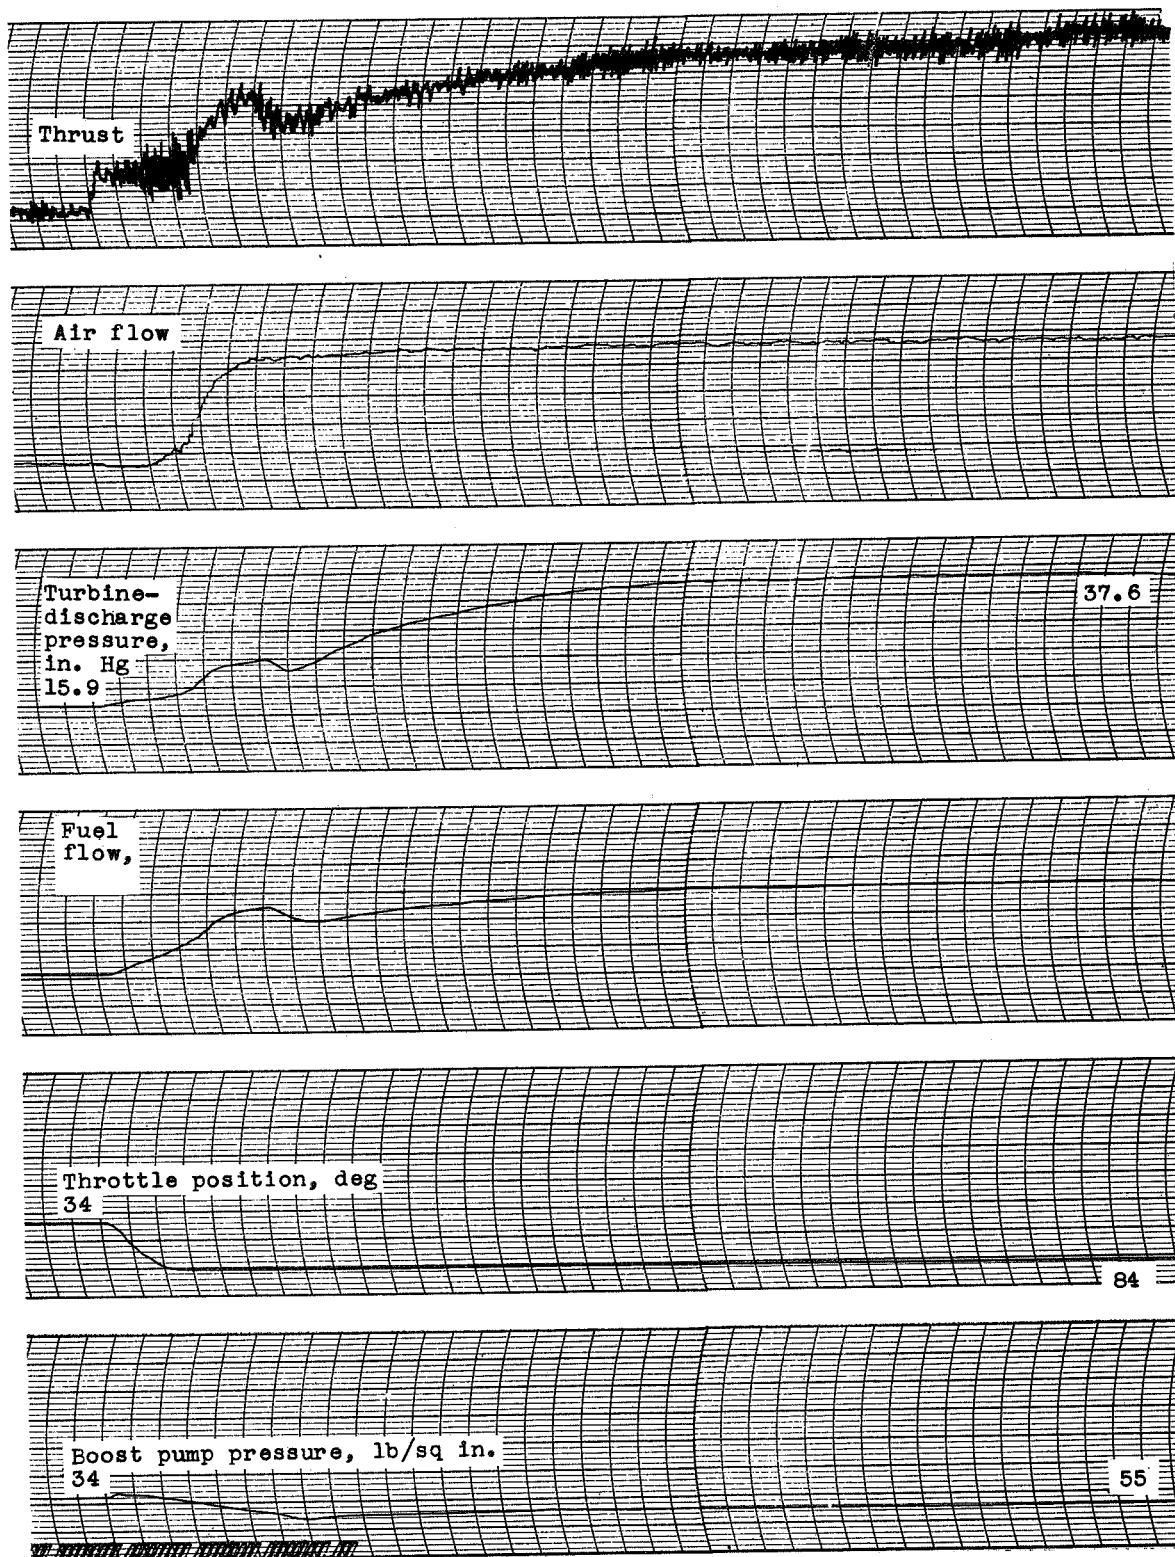 Thrust
Air flow
Turbine-
discharge
pressure,
in. Hg
15.9
37.6
Fuel
flow,
Throttle position, deg
34
84
Boost pump pressure, lb/sq in.
34
55